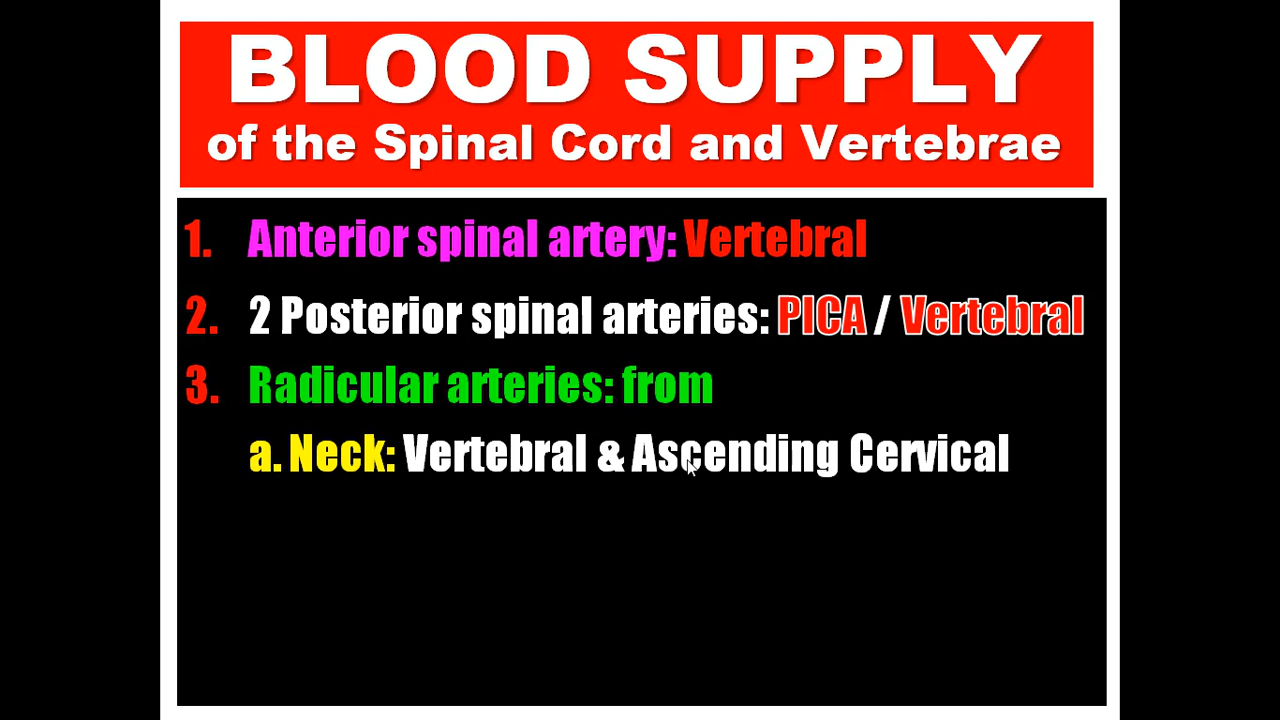 BLOOD SUPPLY
of the Spinal Cord and Vertebrae
1. Anterior spinal artery: Vertebral
2. 2 Posterior spinal arteries: PICA / Vertebral
3. Radicular arteries: from
a. Neck: Vertebral & Ascending Cervical